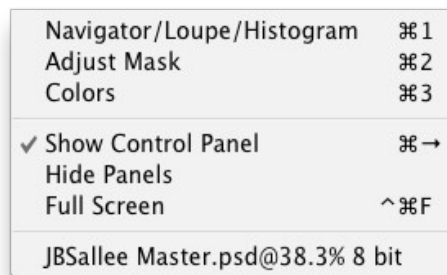 Navigator/Loupe/Histogram ⌘1
Adjust Mask ⌘2
Colors ⌘3
✓ Show Control Panel ⌘→
Hide Panels
Full Screen ^⌘F
JBSallee Master.psd@38.3% 8 bit